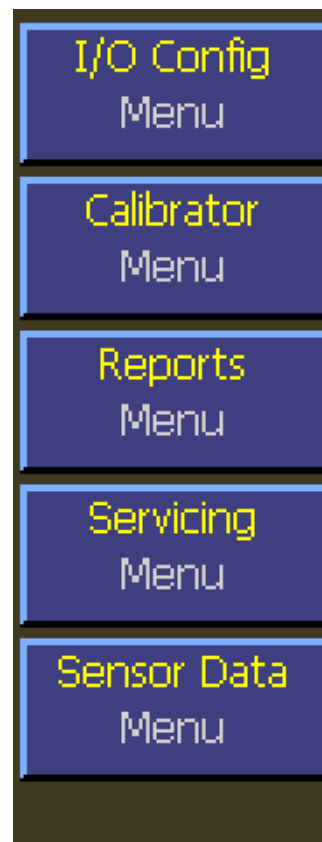 I/O Config
Menu
Calibrator
Menu
Reports
Menu
Servicing
Menu
Sensor Data
Menu